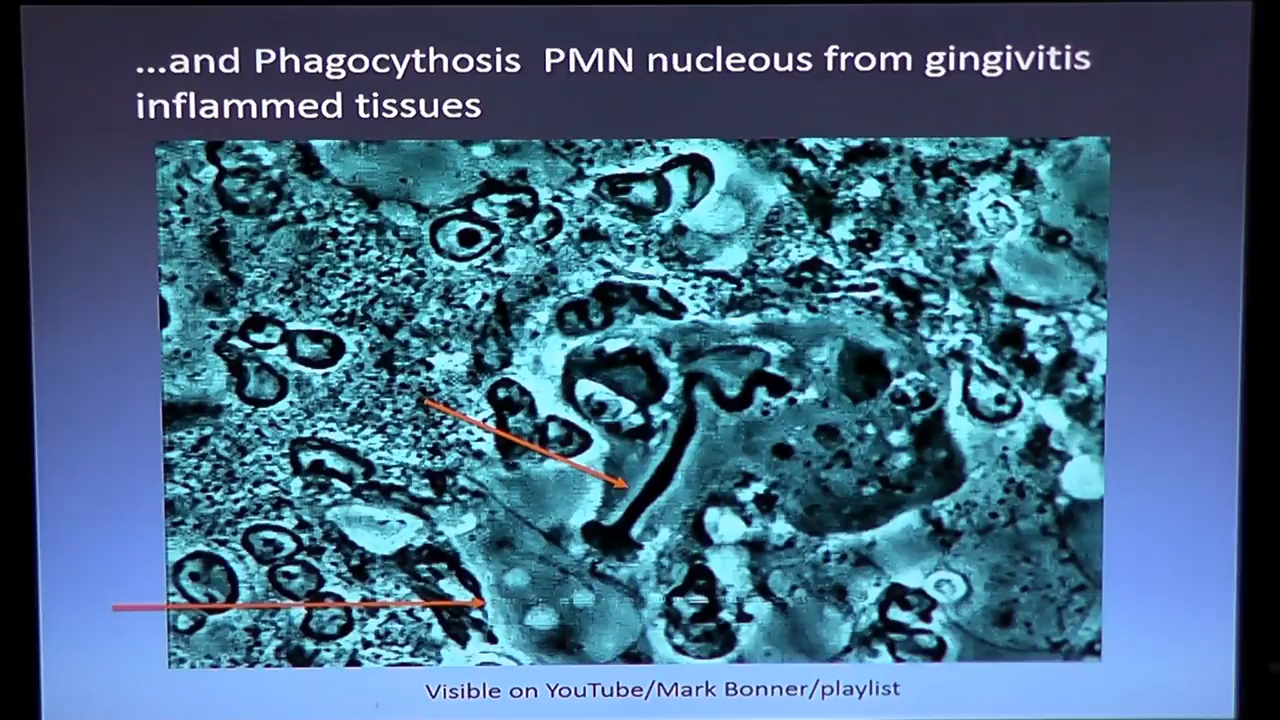 ...and Phagocythosis PMN nucleous from gingivitis
inflammed tissues
Visible on YouTube/Mark Bonner/playlist